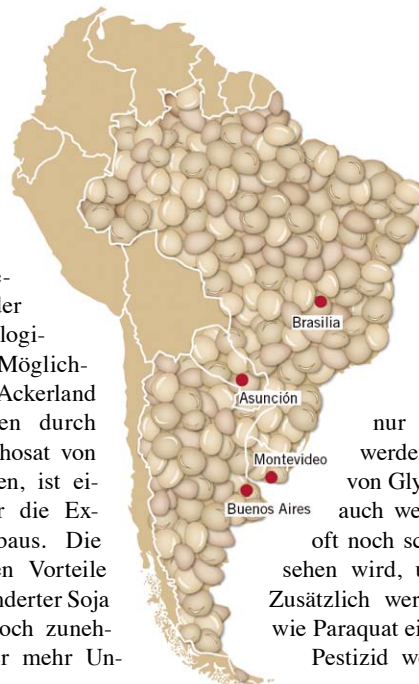 e-
der
logi-
Möglich-
Ackerland
en durch
hosat von
en, ist ei-
r die Ex-
baus. Die
en Vorteile
nderter Soja
och zuneh-
r mehr Un-
Brasilia
Asunción
Montevideo
Buenos Aires
nur
werde
von Gly
auch we
oft noch sc
sehen wird, u
Zusätzlich wer
wie Paraquat ei
Pestizid we